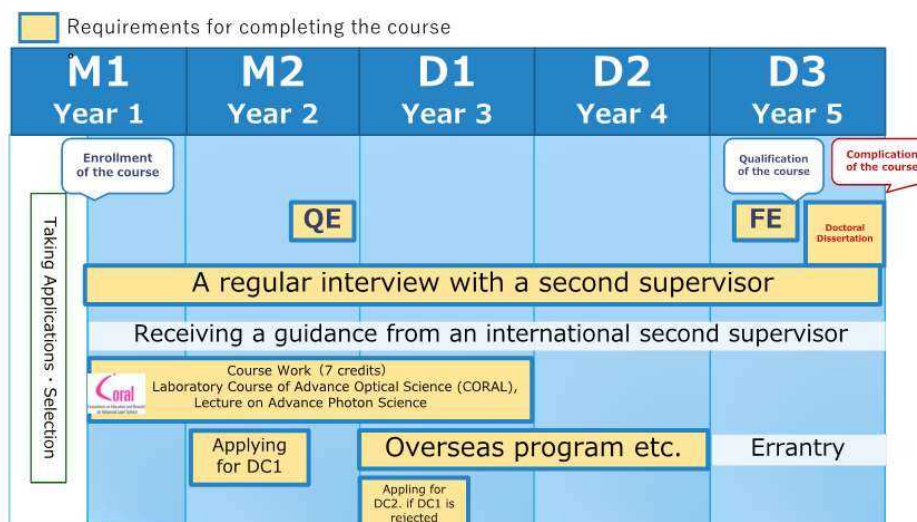 Requirements for completing the course
M1
Year 1
M2
Year 2
D1
Year 3
D2
Year 4
D3
Year 5
Enrollment
of the course
Qualification
of the course
Complication
of the course
Taking Applications・Selection
QE
FE
Doctoral
Dissertation
A regular interview with a second supervisor
Receiving a guidance from an international second supervisor
Coral
Course Work (7 credits)
Laboratory Course of Advance Optical Science (CORAL),
Lecture on Advance Photon Science
Applying
for DC1
Overseas program etc.
Errantry
Appling for
DC2. if DC1 is
rejected